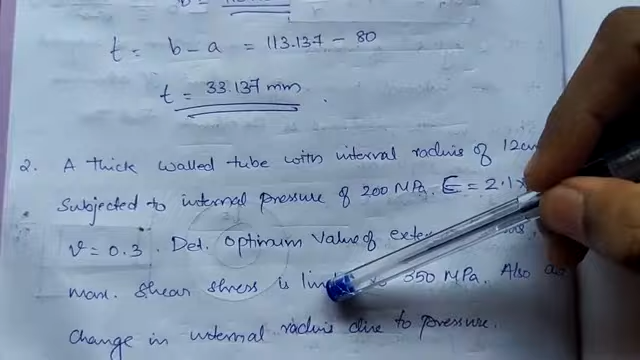 t = b - a = 113.137 - 80
t = 33.137 mm
2. A thick walled tube with internal radius of 12cm
Subjected to internal pressure of 200 MPa. E = 2.1
ν = 0.3. Det. optimum value of
max. shear stress is 350 MPa. Also
change in internal radius due to pressure.